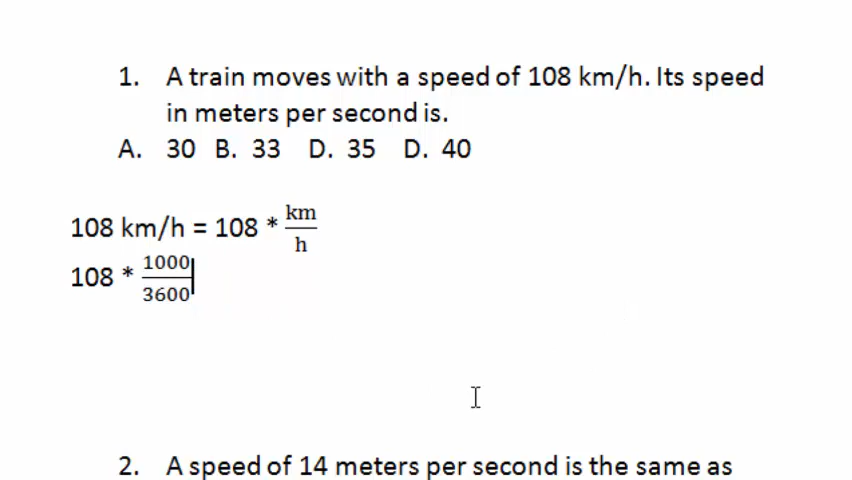 1. A train moves with a speed of 108 km/h. Its speed
in meters per second is.
A. 30 B. 33 D. 35 D. 40
108 km/h = 108 * km/h
108 * 1000/3600
2. A speed of 14 meters per second is the same as